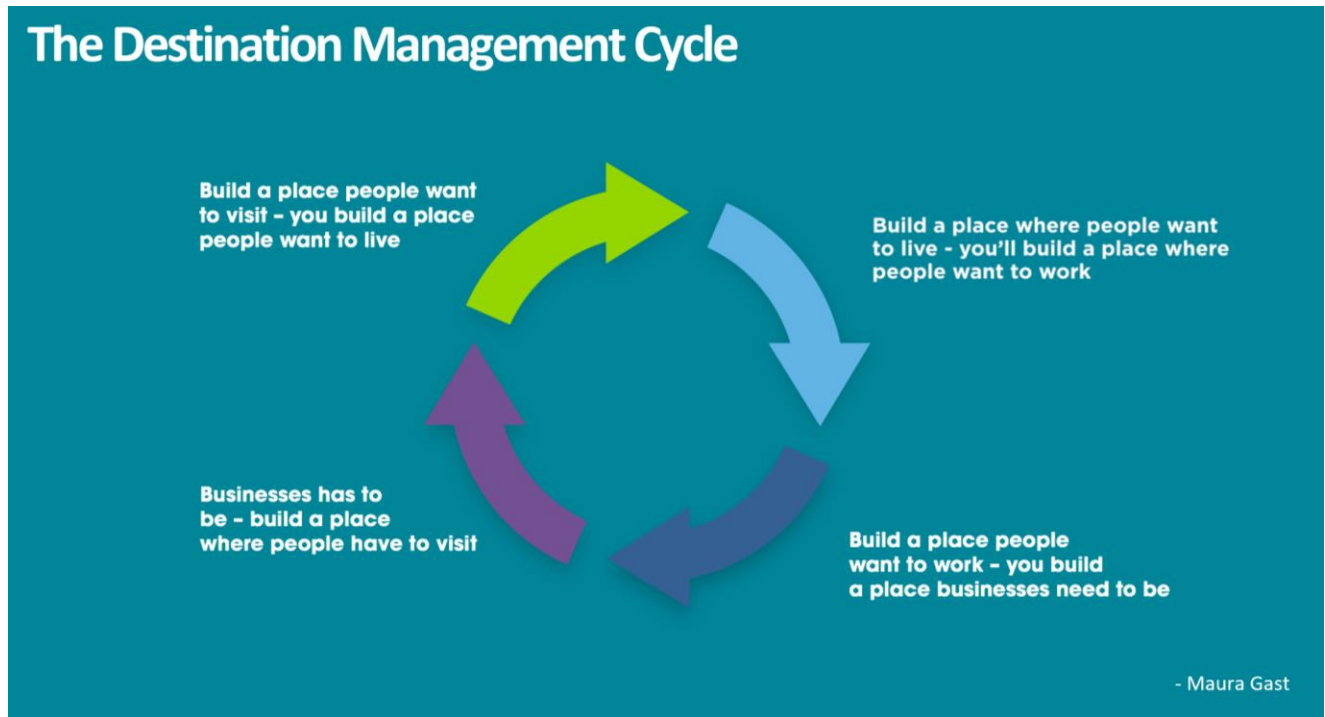 The Destination Management Cycle
Build a place people want
to visit – you build a place
people want to live
Build a place where people want
to live - you’ll build a place where
people want to work
Build a place people
want to work – you build
a place businesses need to be
Businesses has to
be – build a place
where people have to visit
- Maura Gast